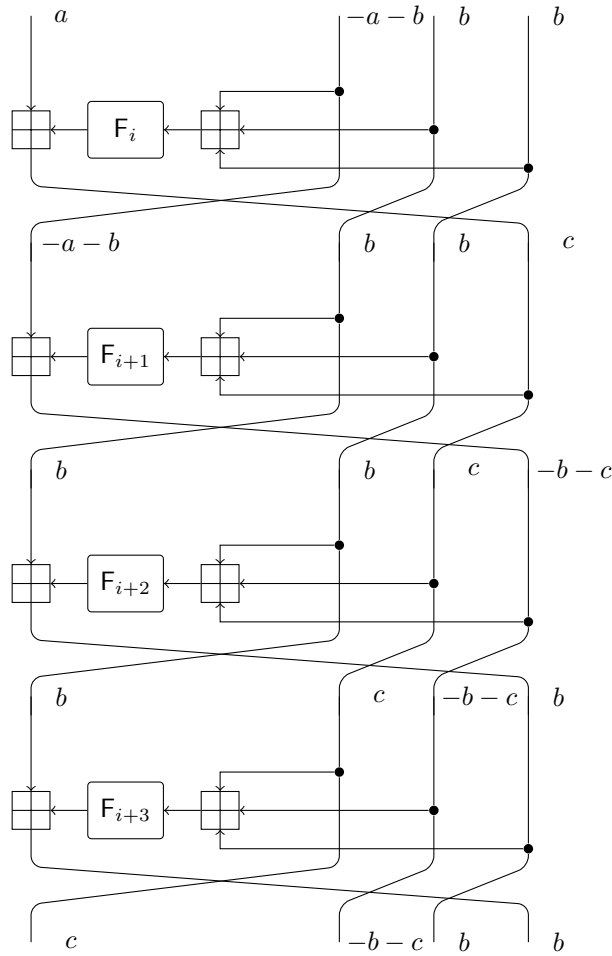 a −a − b b b
F_i
−a − b b b c
F_{i+1}
b b c −b − c
F_{i+2}
b c −b − c b
F_{i+3}
c −b − c b b